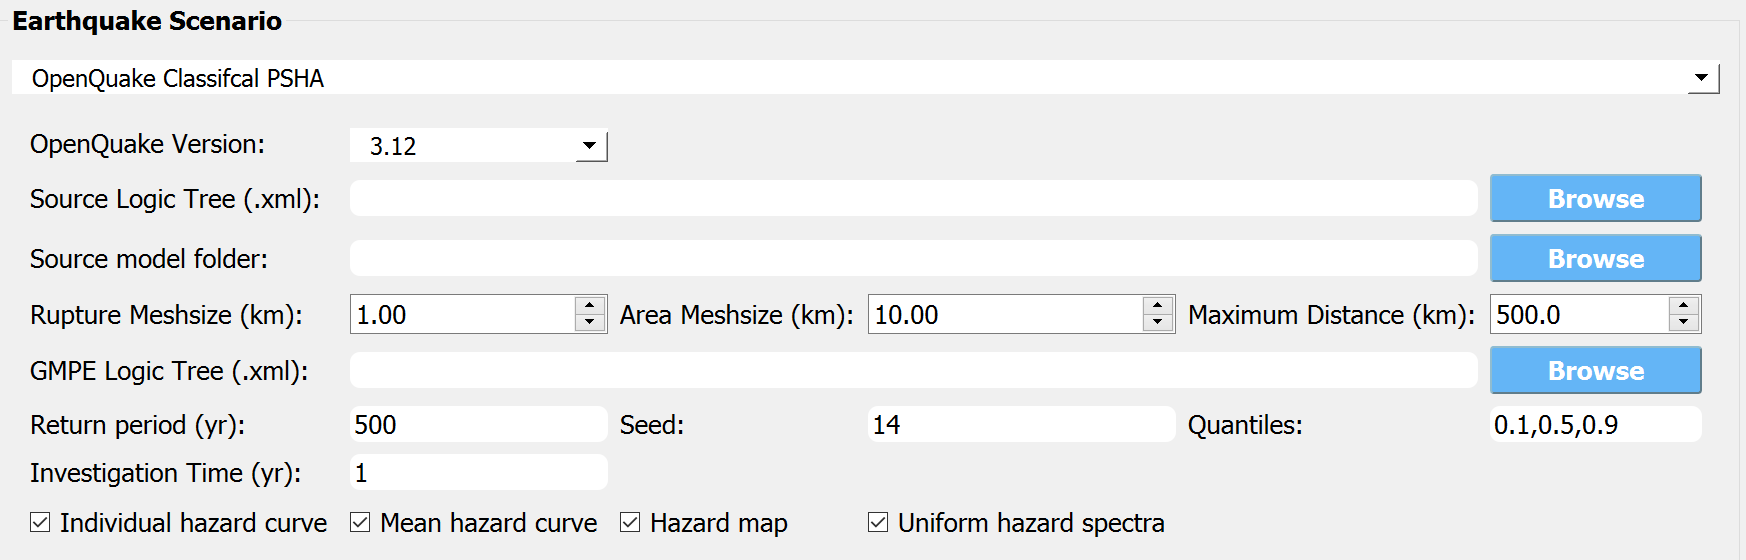 Earthquake Scenario
OpenQuake Classifcal PSHA
OpenQuake Version: 3.12
Source Logic Tree (.xml): Browse
Source model folder: Browse
Rupture Meshsize (km): 1.00 Area Meshsize (km): 10.00 Maximum Distance (km): 500.0
GMPE Logic Tree (.xml): Browse
Return period (yr): 500 Seed: 14 Quantiles: 0.1,0.5,0.9
Investigation Time (yr): 1
Individual hazard curve Mean hazard curve Hazard map Uniform hazard spectra